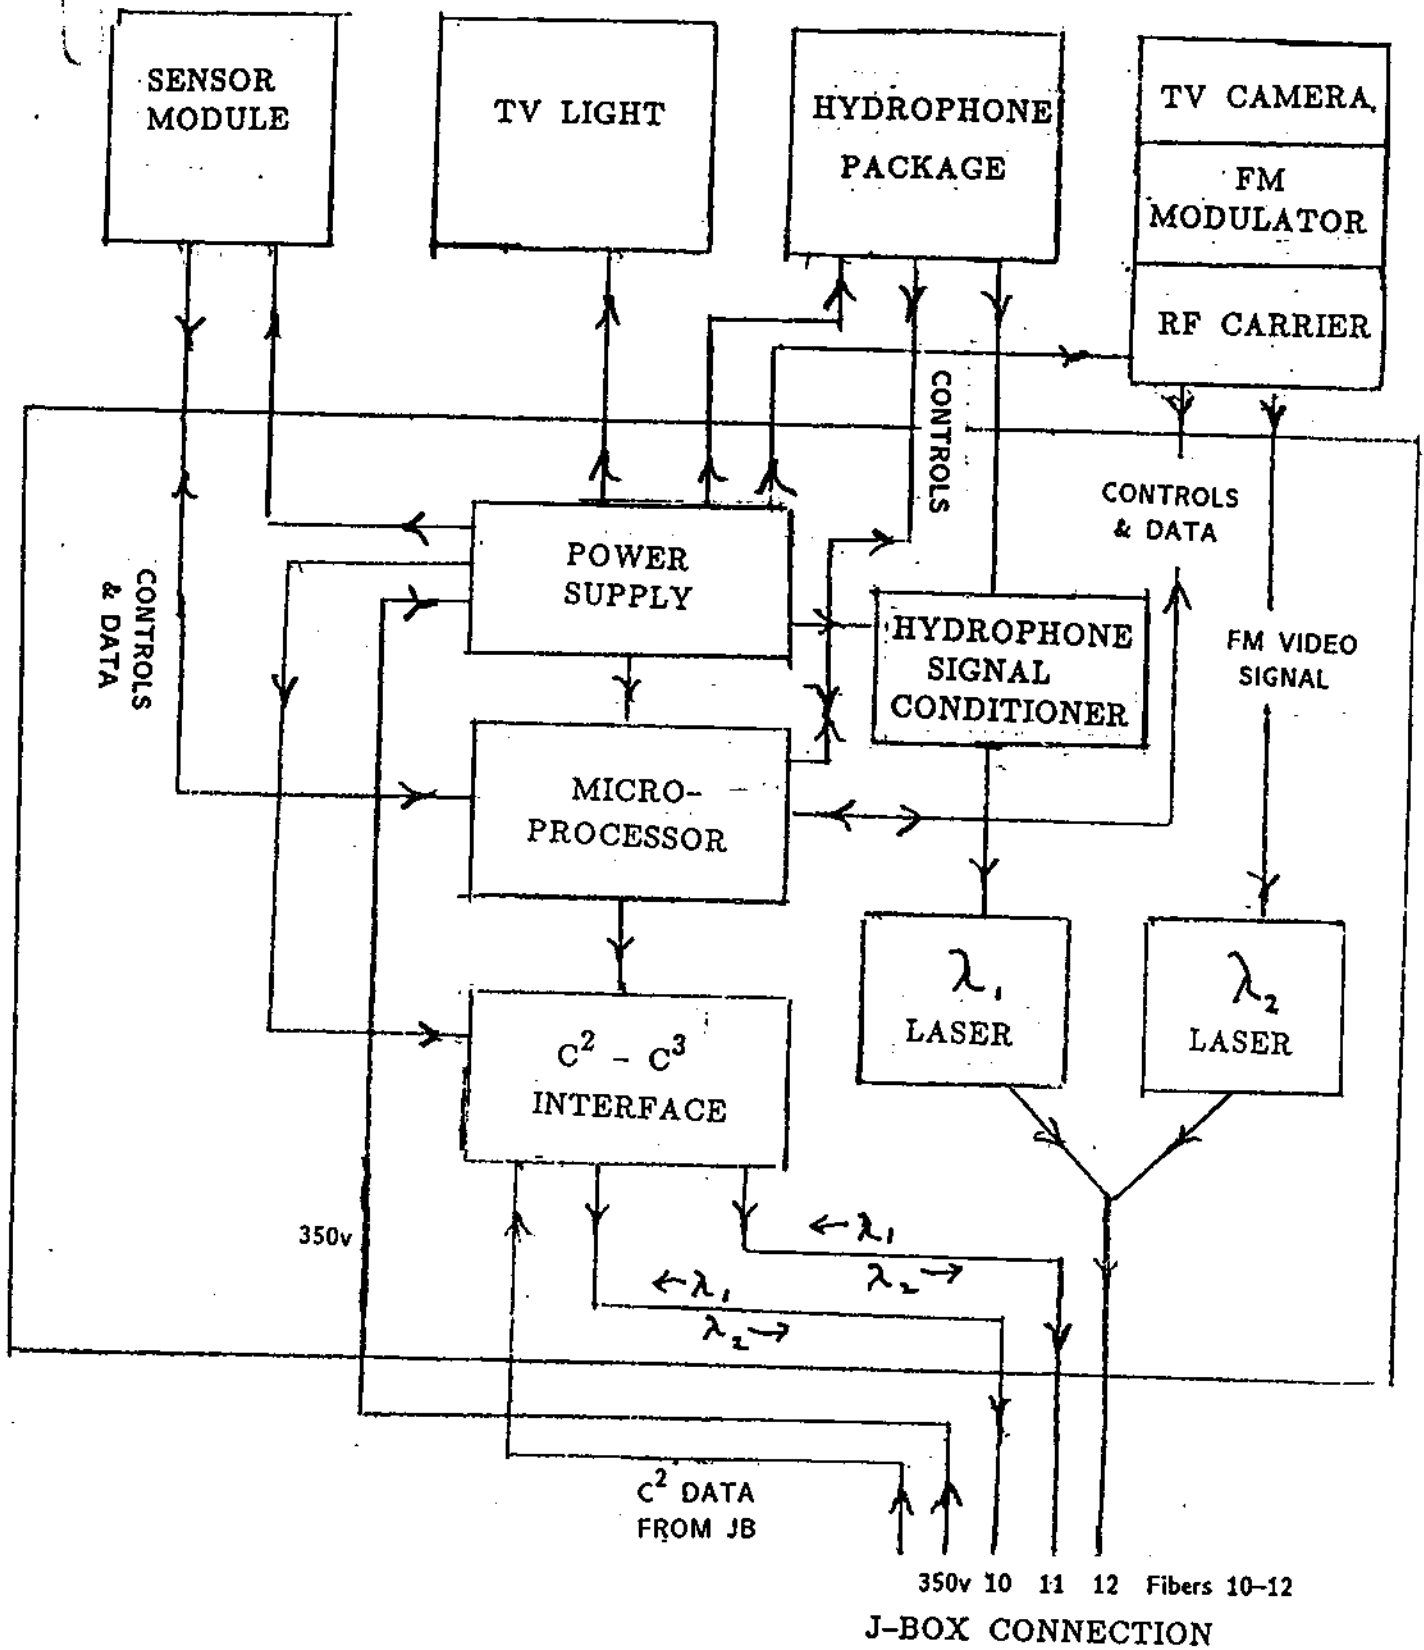 SENSOR
MODULE
TV LIGHT
HYDROPHONE
PACKAGE
TV CAMERA
FM
MODULATOR
RF CARRIER
CONTROLS
CONTROLS
& DATA
POWER
SUPPLY
CONTROLS
& DATA
HYDROPHONE
SIGNAL
CONDITIONER
FM VIDEO
SIGNAL
MICRO-
PROCESSOR
λ₁
LASER
λ₂
LASER
C² - C³
INTERFACE
350v
←λ₁
λ₂→
←λ₁
λ₂→
C² DATA
FROM JB
350v 10 11 12 Fibers 10-12
J-BOX CONNECTION